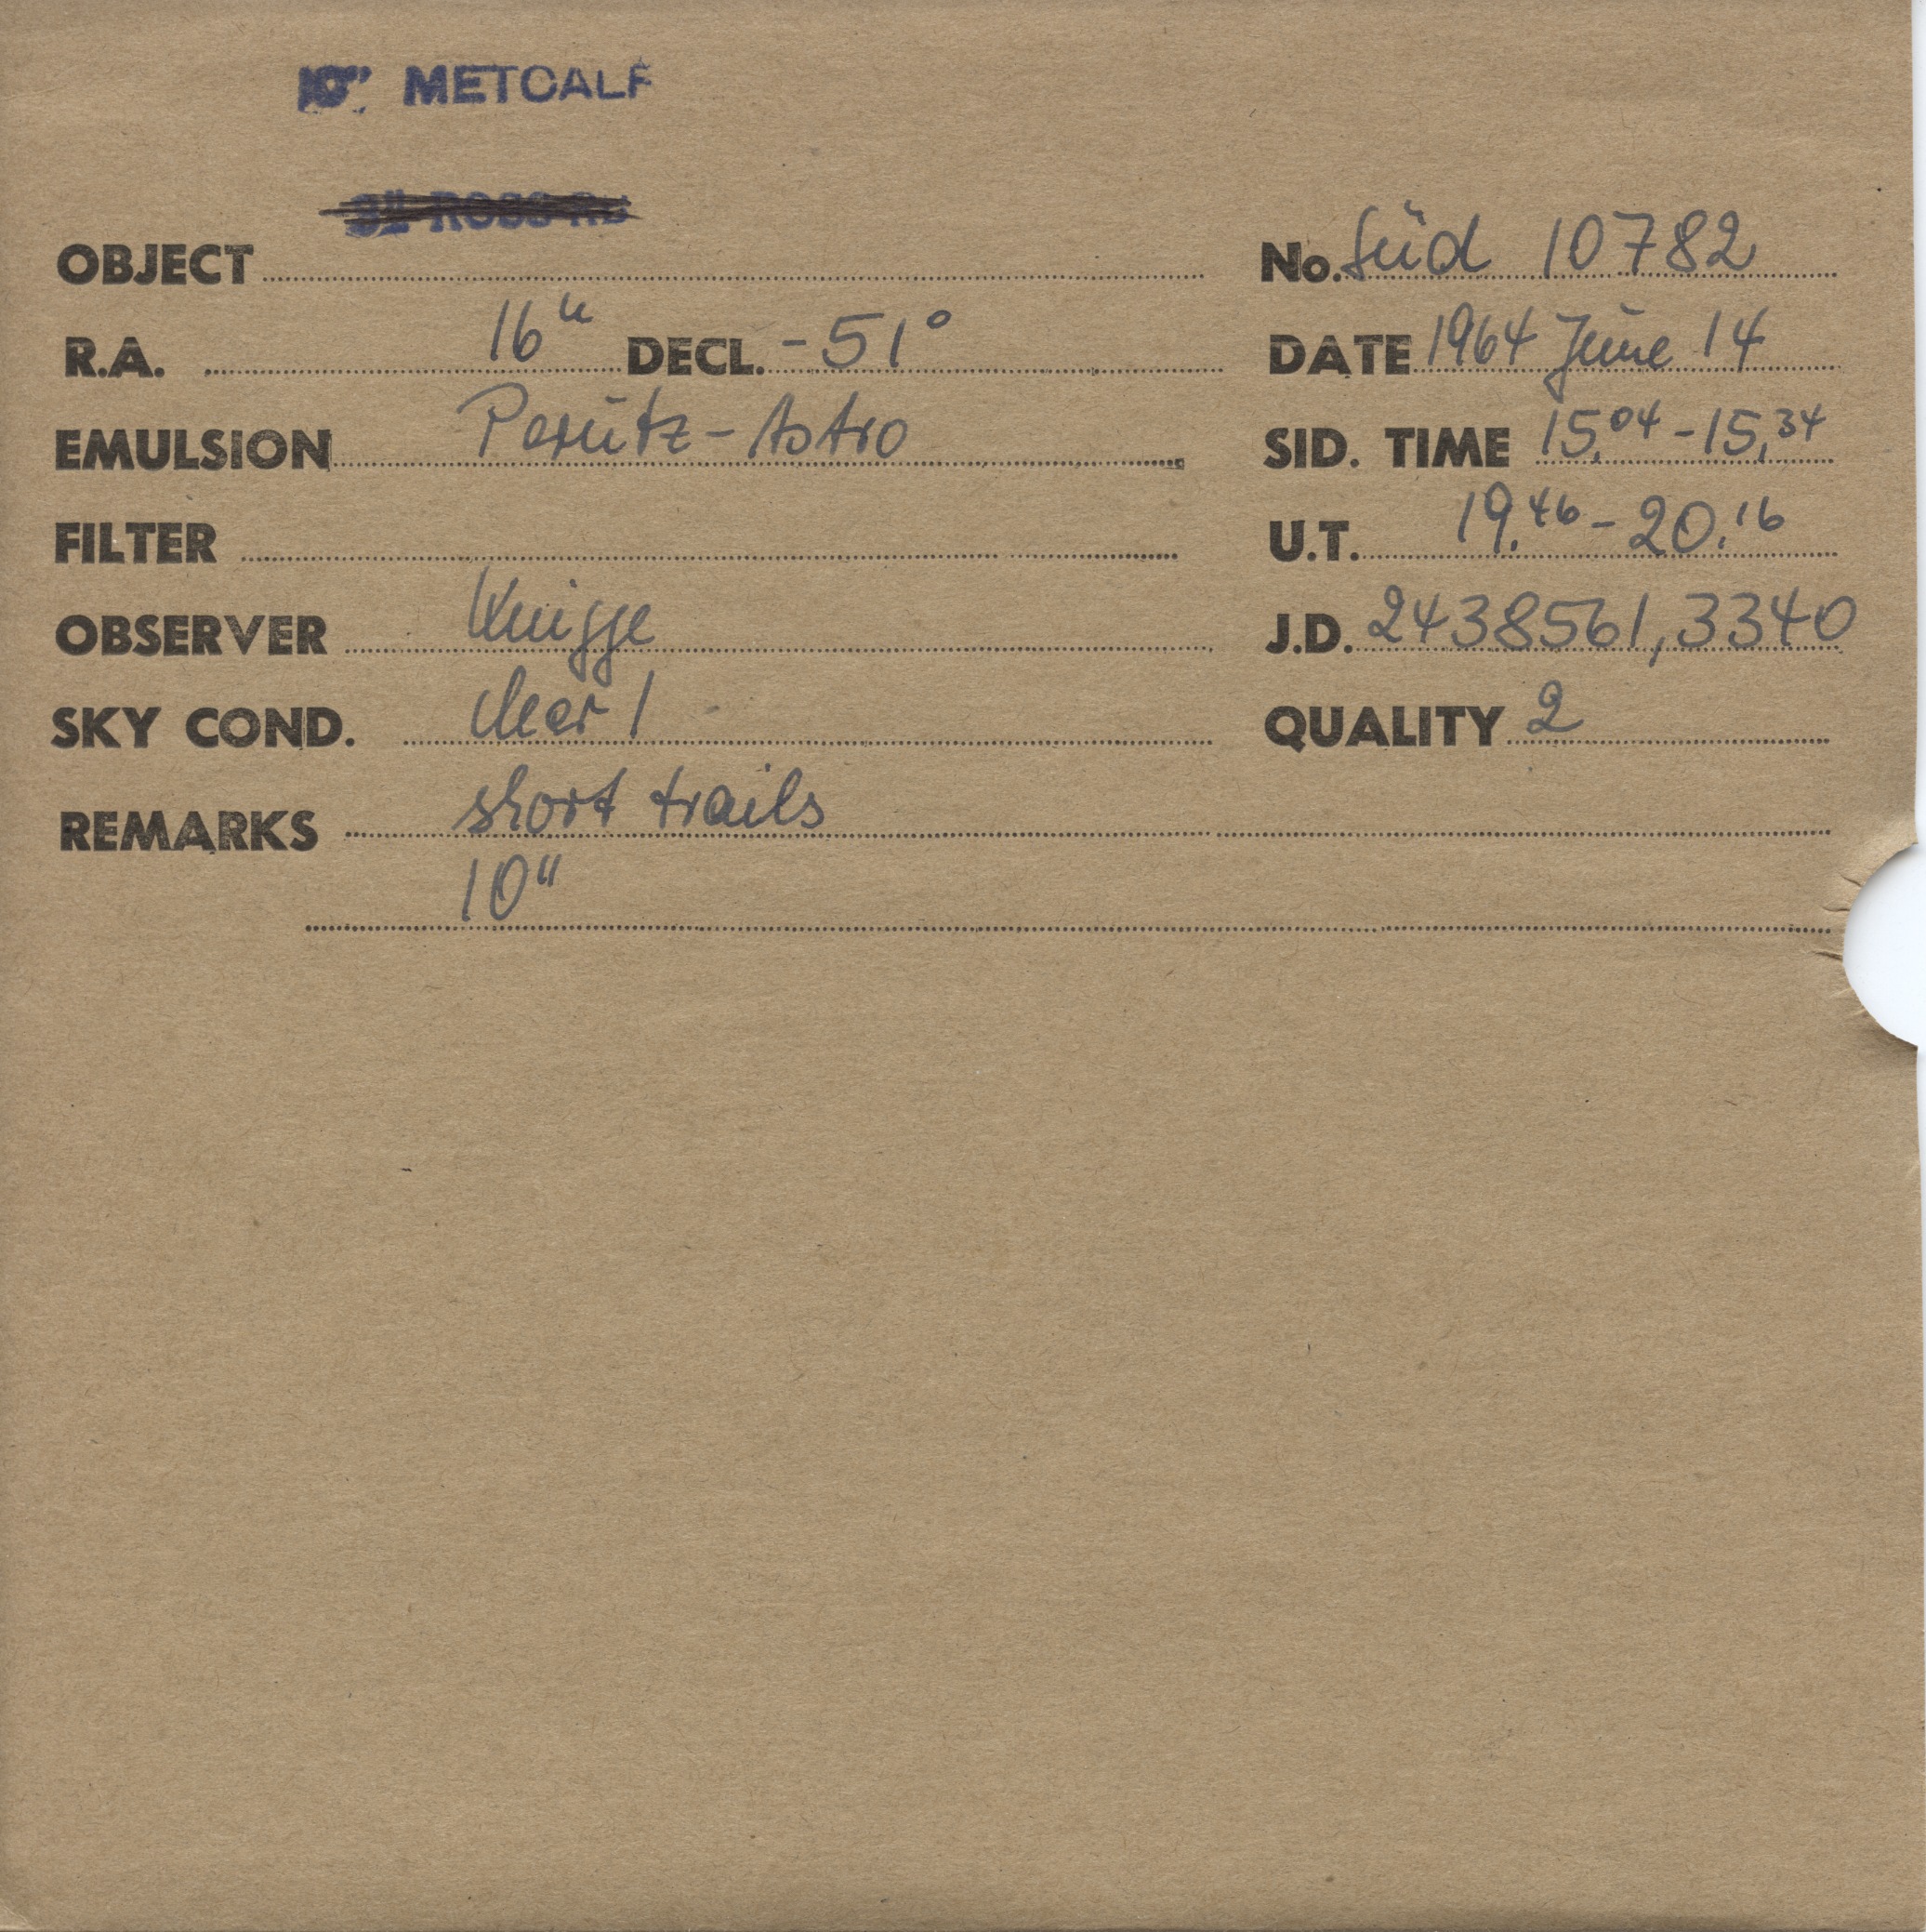 10" METCALF
OBJECT
No. Süd 10782
R.A. 16h DECL. -51°
DATE 1964 June 14
EMULSION Perutz-Astro
SID. TIME 15.04 - 15.34
FILTER
U.T. 19.46 - 20.16
OBSERVER Knigge
J.D. 2438561,3340
SKY COND. clear 1
QUALITY 2
REMARKS short trails
10"